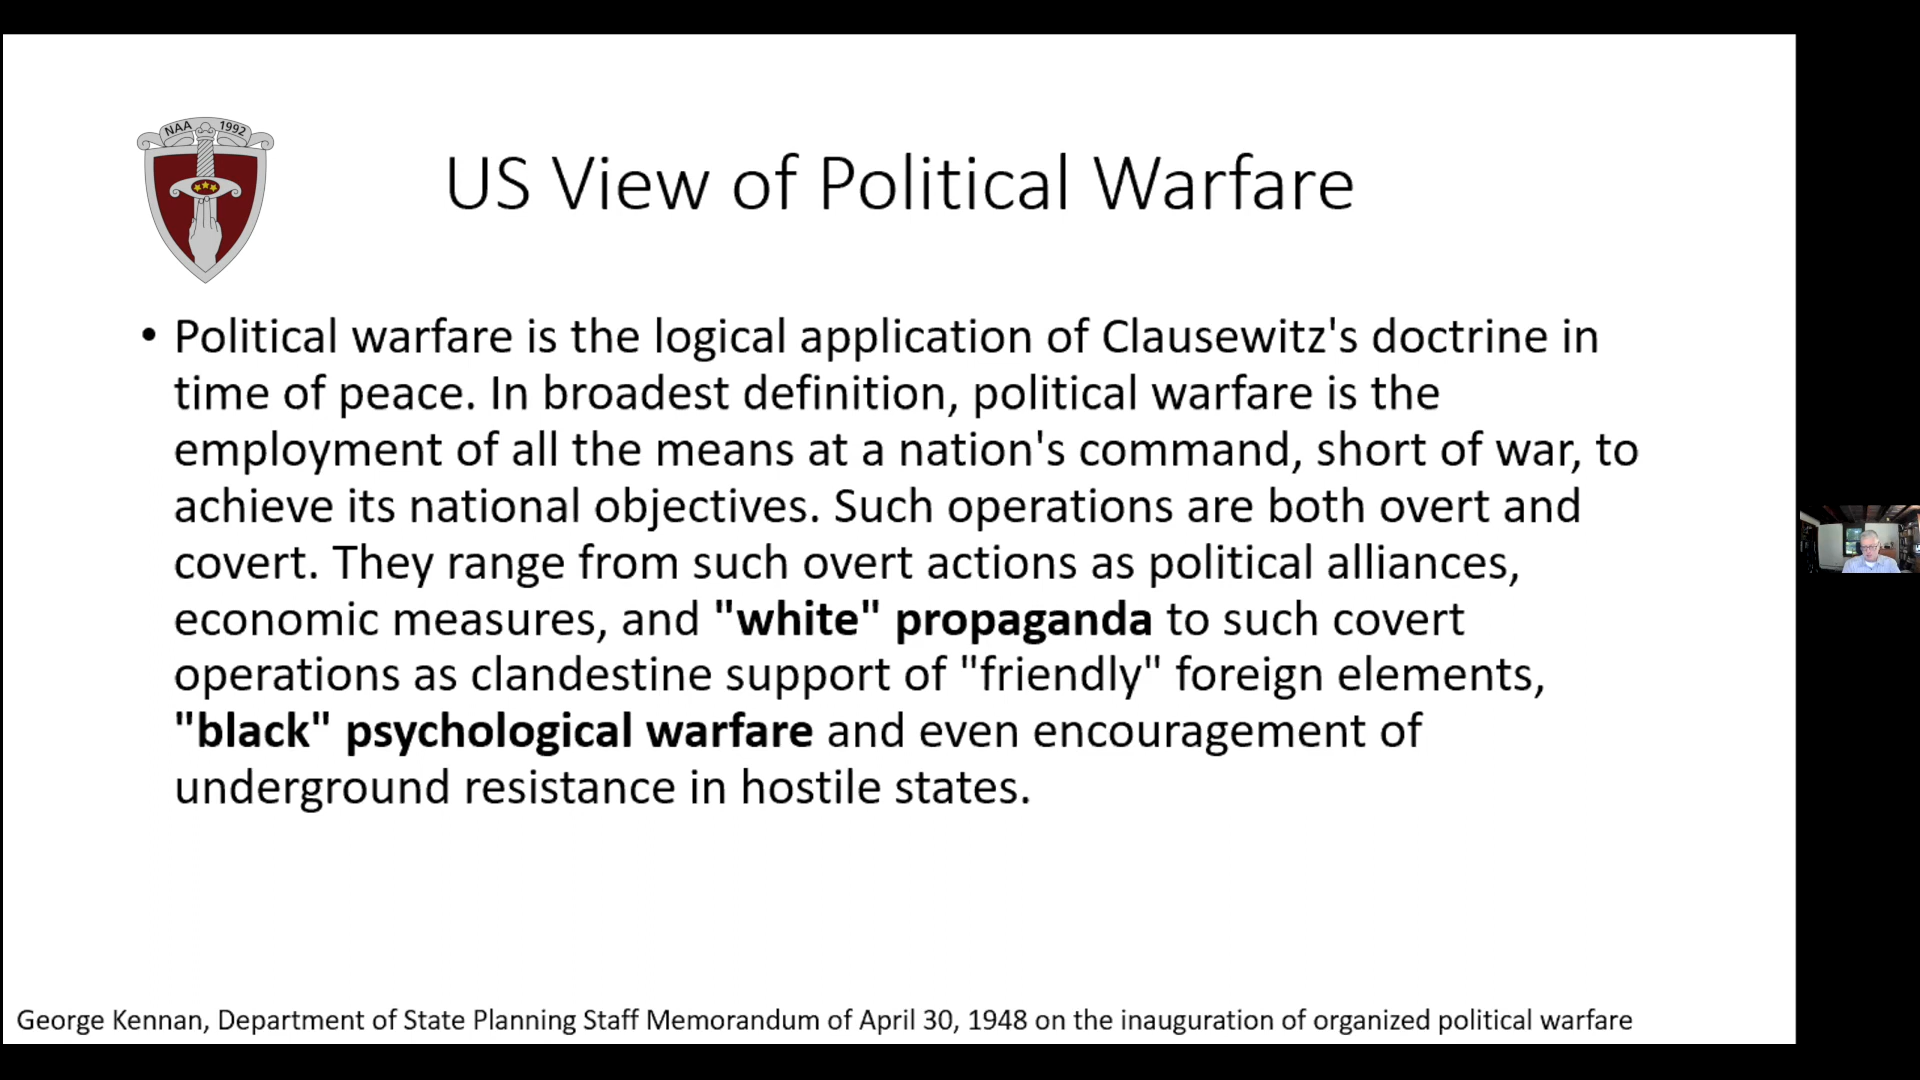 NAA 1992
US View of Political Warfare
• Political warfare is the logical application of Clausewitz's doctrine in
time of peace. In broadest definition, political warfare is the
employment of all the means at a nation's command, short of war, to
achieve its national objectives. Such operations are both overt and
covert. They range from such overt actions as political alliances,
economic measures, and "white" propaganda to such covert
operations as clandestine support of "friendly" foreign elements,
"black" psychological warfare and even encouragement of
underground resistance in hostile states.
George Kennan, Department of State Planning Staff Memorandum of April 30, 1948 on the inauguration of organized political warfare